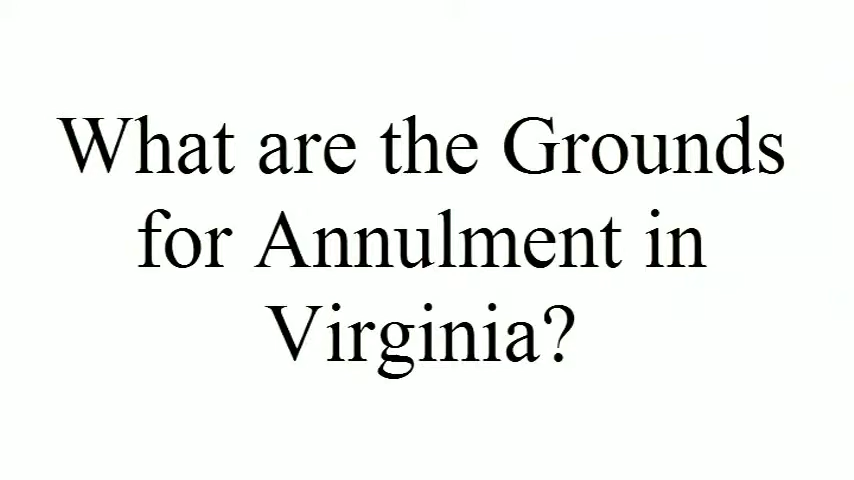 What are the Grounds
for Annulment in
Virginia?